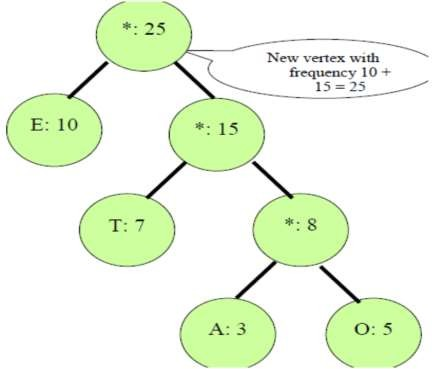 *: 25
New vertex with
frequency 10 +
15 = 25
E: 10
*: 15
T: 7
*: 8
A: 3
O: 5